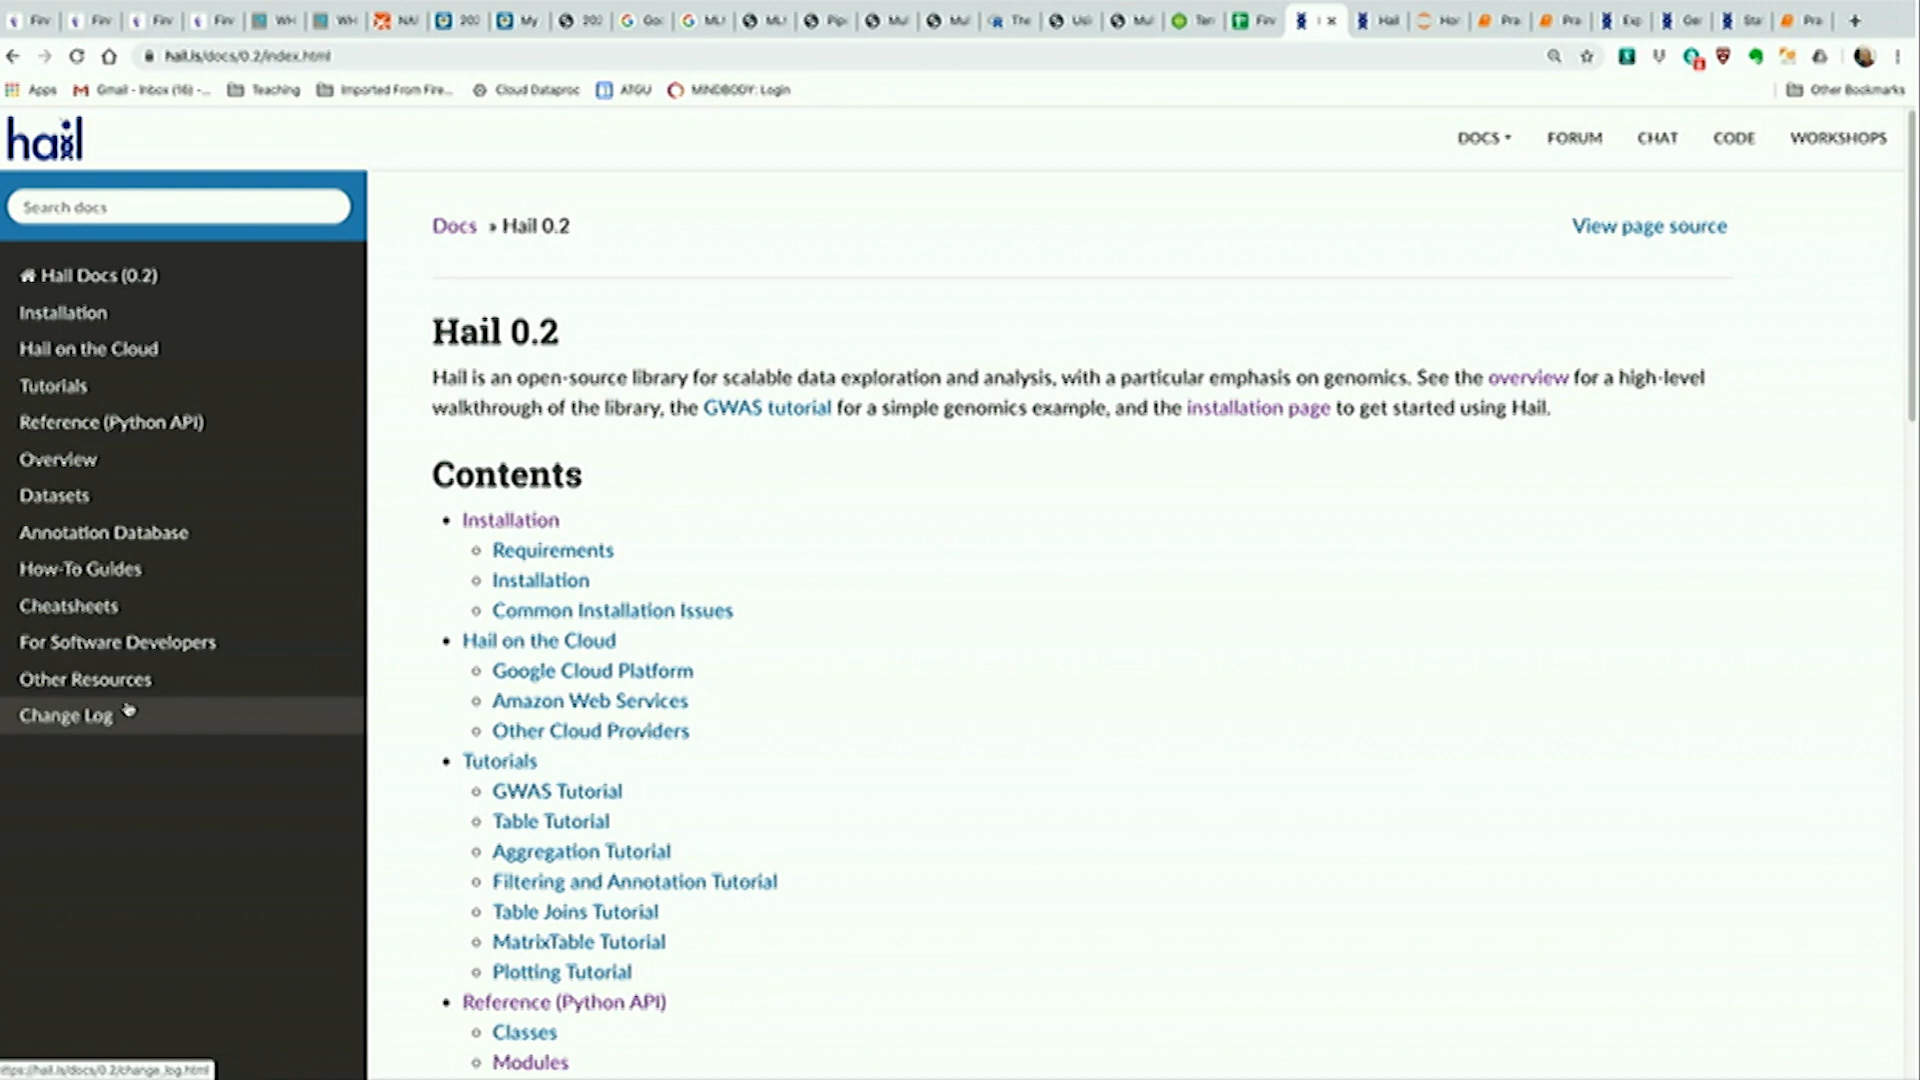 hail.is/docs/0.2/index.html
Apps
Gmail - Inbox (16) -...
Teaching
Imported From Fire...
Cloud Dataproc
ATGU
MINDBODY: Login
Other Bookmarks
hail
DOCS
FORUM
CHAT
CODE
WORKSHOPS
Search docs
Docs » Hail 0.2
View page source
Hail Docs (0.2)
Installation
Hail on the Cloud
Tutorials
Reference (Python API)
Overview
Datasets
Annotation Database
How-To Guides
Cheatsheets
For Software Developers
Other Resources
Change Log
Hail 0.2
Hail is an open-source library for scalable data exploration and analysis, with a particular emphasis on genomics. See the overview for a high-level
walkthrough of the library, the GWAS tutorial for a simple genomics example, and the installation page to get started using Hail.
Contents
• Installation
◦ Requirements
◦ Installation
◦ Common Installation Issues
• Hail on the Cloud
◦ Google Cloud Platform
◦ Amazon Web Services
◦ Other Cloud Providers
• Tutorials
◦ GWAS Tutorial
◦ Table Tutorial
◦ Aggregation Tutorial
◦ Filtering and Annotation Tutorial
◦ Table Joins Tutorial
◦ MatrixTable Tutorial
◦ Plotting Tutorial
• Reference (Python API)
◦ Classes
◦ Modules
ttps://hail.is/docs/0.2/change_log.html